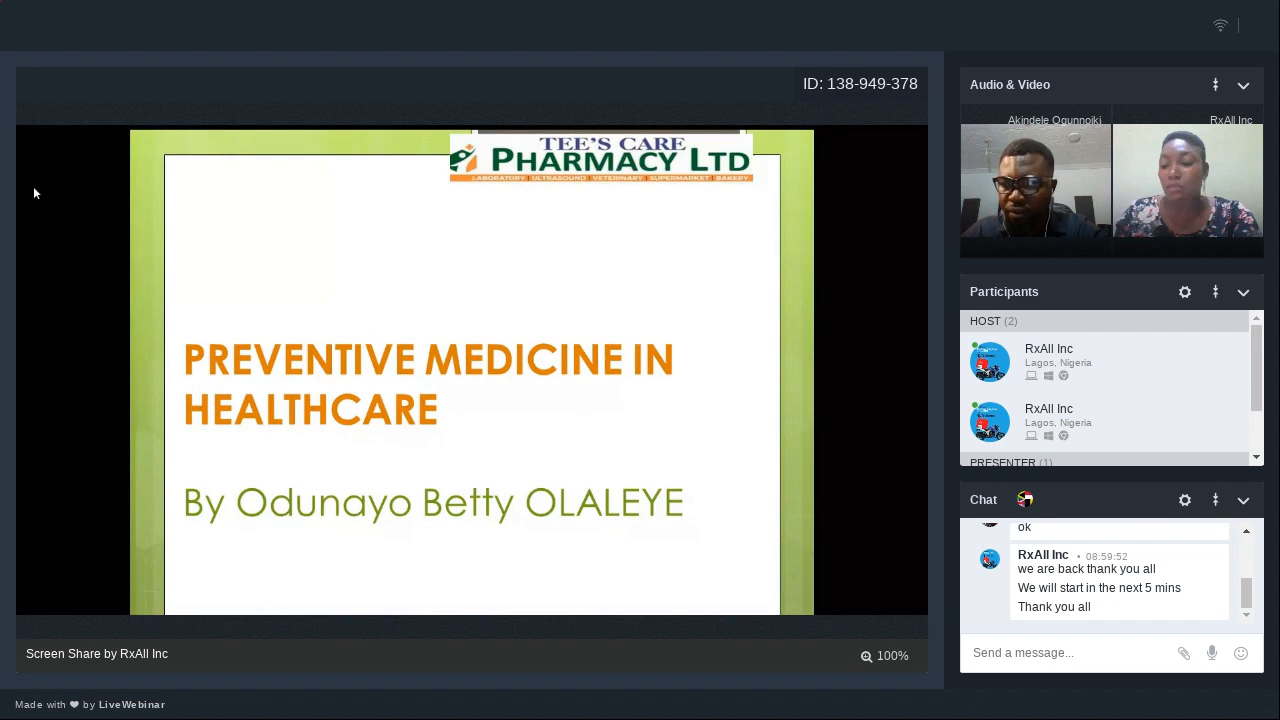 ID: 138-949-378
TEE'S CARE
PHARMACY LTD
LABORATORY | ULTRASOUND | VETERINARY | SUPERMARKET | BAKERY
PREVENTIVE MEDICINE IN
HEALTHCARE
By Odunayo Betty OLALEYE
Screen Share by RxAll Inc
100%
Made with by LiveWebinar
Audio & Video
Akindele Ogunnoiki
RxAll Inc
Participants
HOST (2)
RxAll Inc
Lagos, Nigeria
RxAll Inc
Lagos, Nigeria
PRESENTER (1)
Chat
ok
RxAll Inc • 08:59:52
we are back thank you all
We will start in the next 5 mins
Thank you all
Send a message...